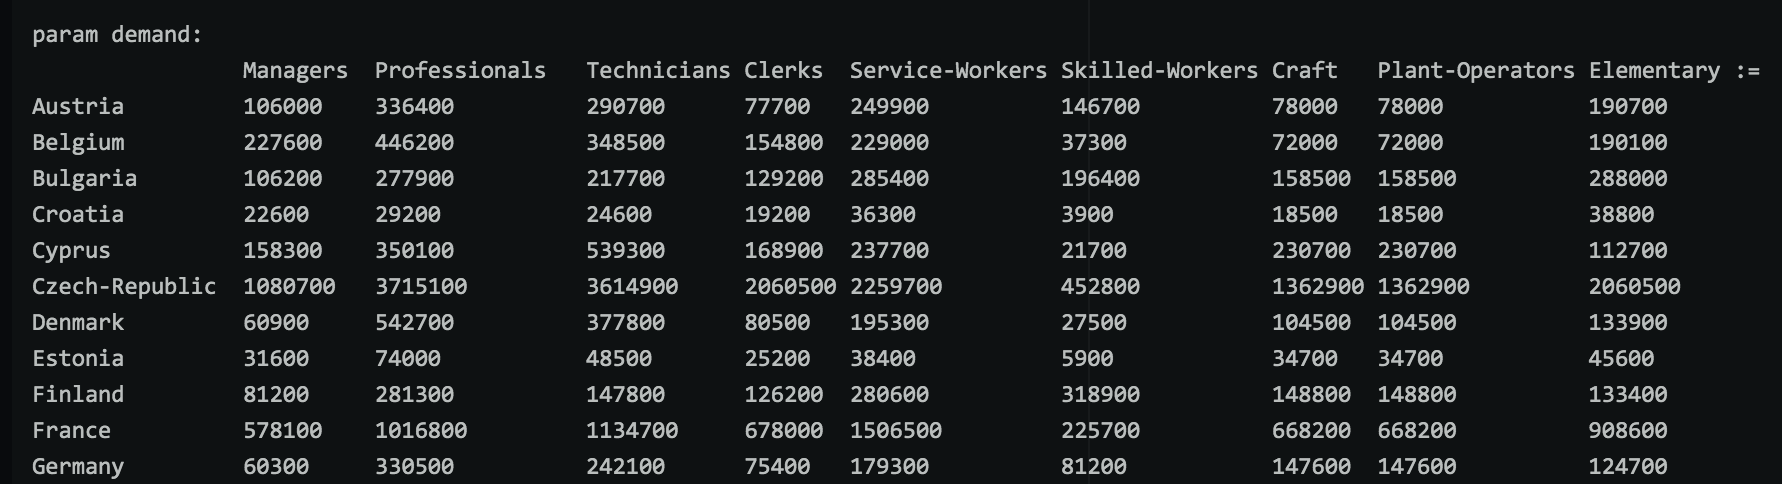 param demand:
Managers Professionals Technicians Clerks Service-Workers Skilled-Workers Craft Plant-Operators Elementary :=
Austria 106000 336400 290700 77700 249900 146700 78000 78000 190700
Belgium 227600 446200 348500 154800 229000 37300 72000 72000 190100
Bulgaria 106200 277900 217700 129200 285400 196400 158500 158500 288000
Croatia 22600 29200 24600 19200 36300 3900 18500 18500 38800
Cyprus 158300 350100 539300 168900 237700 21700 230700 230700 112700
Czech-Republic 1080700 3715100 3614900 2060500 2259700 452800 1362900 1362900 2060500
Denmark 60900 542700 377800 80500 195300 27500 104500 104500 133900
Estonia 31600 74000 48500 25200 38400 5900 34700 34700 45600
Finland 81200 281300 147800 126200 280600 318900 148800 148800 133400
France 578100 1016800 1134700 678000 1506500 225700 668200 668200 908600
Germany 60300 330500 242100 75400 179300 81200 147600 147600 124700